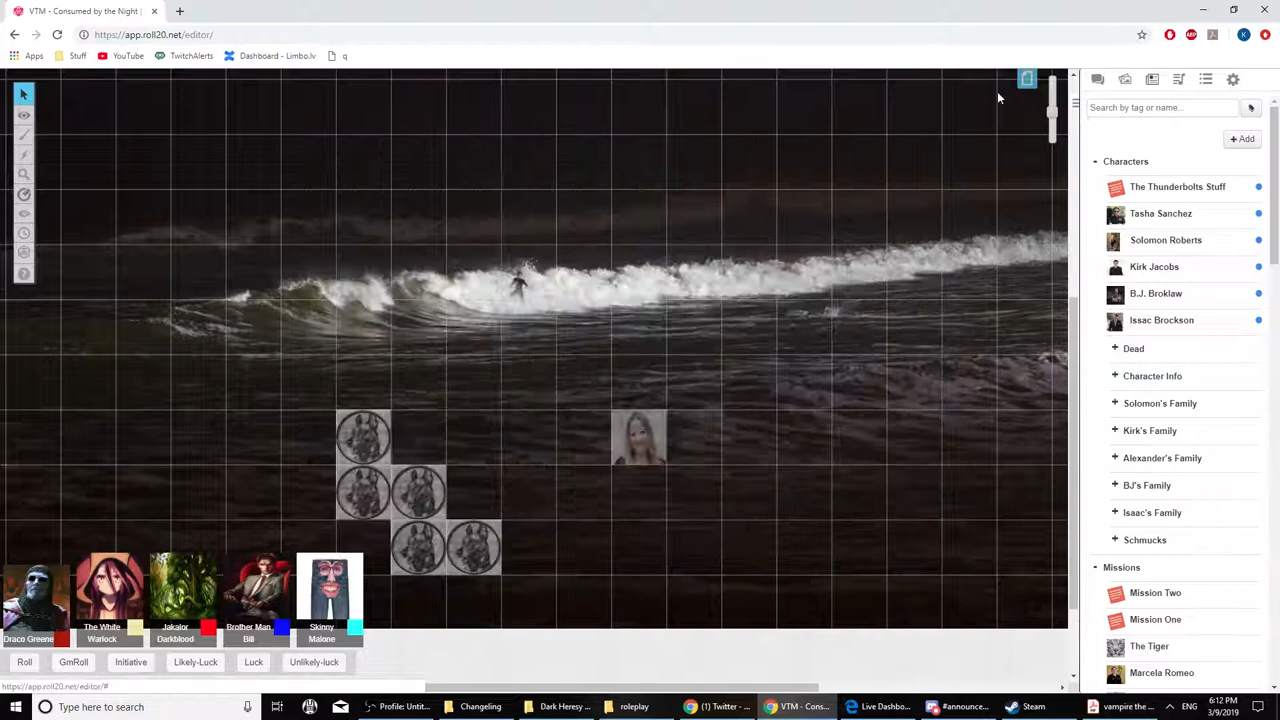 VTM - Consumed by the Night |
https://app.roll20.net/editor/
Apps
Stuff
YouTube
TwitchAlerts
Dashboard - Limbo.lv
q
Search by tag or name...
+ Add
Characters
The Thunderbolts Stuff
Tasha Sanchez
Solomon Roberts
Kirk Jacobs
B.J. Broklaw
Issac Brockson
Dead
Character Info
Solomon's Family
Kirk's Family
Alexander's Family
BJ's Family
Isaac's Family
Schmucks
Missions
Mission Two
Mission One
The Tiger
Marcela Romeo
Draco Greene
The White Warlock
Jakalor Darkblood
Brother Man Bill
Skinny Malone
Roll
GmRoll
Initiative
Likely-Luck
Luck
Unlikely-luck
https://app.roll20.net/editor/#
Type here to search
Profile: Untit...
Changeling
Dark Heresy ...
roleplay
(1) Twitter - ...
VTM - Cons...
Live Dashbo...
#announce...
Steam
vampire the ...
ENG
6:12 PM
3/9/2019